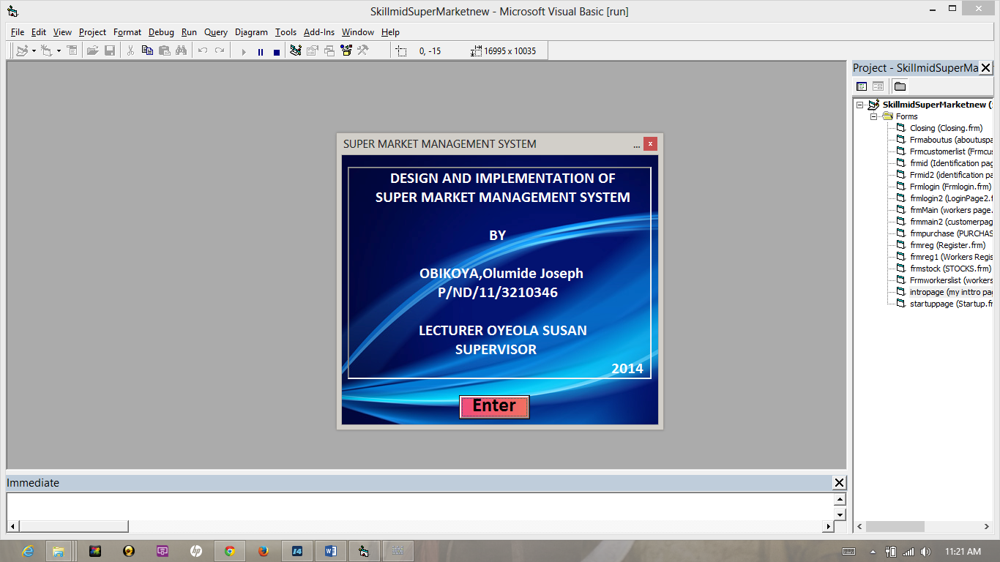 SkillmidSuperMarketnew - Microsoft Visual Basic [run]
File Edit View Project Format Debug Run Query Diagram Tools Add-Ins Window Help
0, -15 16995 x 10035
Project - SkillmidSuperMa
SkillmidSuperMarketnew (
Forms
Closing (Closing.frm)
Frmaboutus (aboutuspa
Frmcustomerlist (Frmcus
frmid (Identification pag
Frmid2 (identification pa
Frmlogin (Frmlogin.frm)
frmlogin2 (LoginPage2.f
frmMain (workers page.
frmmain2 (customerpag
frmpurchase (PURCHAS
frmreg (Register.frm)
frmreg1 (Workers Regis
frmstock (STOCKS.frm)
Frmworkerslist (workers
intropage (my inttro pag
startuppage (Startup.fr
SUPER MARKET MANAGEMENT SYSTEM ... x
DESIGN AND IMPLEMENTATION OF
SUPER MARKET MANAGEMENT SYSTEM
BY
OBIKOYA,Olumide Joseph
P/ND/11/3210346
LECTURER OYEOLA SUSAN
SUPERVISOR
2014
Enter
Immediate
hp
14
11:21 AM